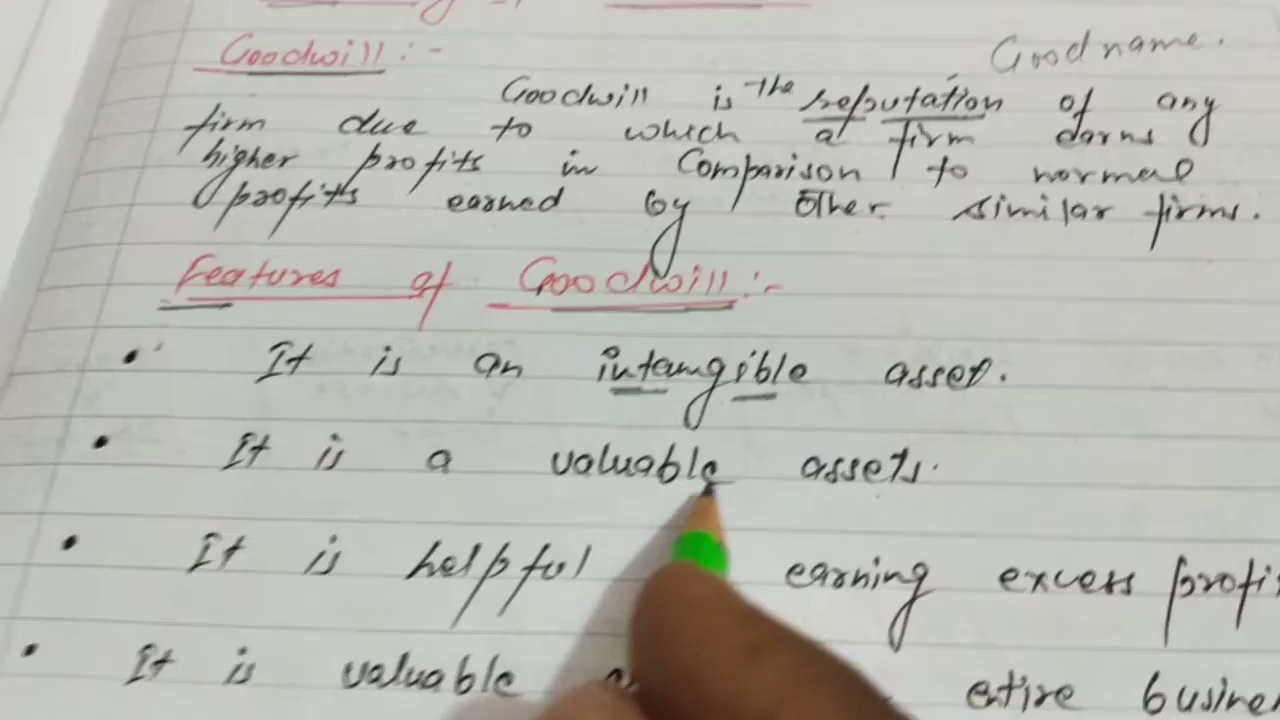 Goodwill :-
Good name.
Goodwill is the reputation of any
firm due to which a firm earns
higher profits in Comparison to normal
profits earned by other similar firms.
Features of Goodwill :-
• It is an intangible asset.
• It is a valuable assets.
• It is helpful earning excess
• It is valuable entire